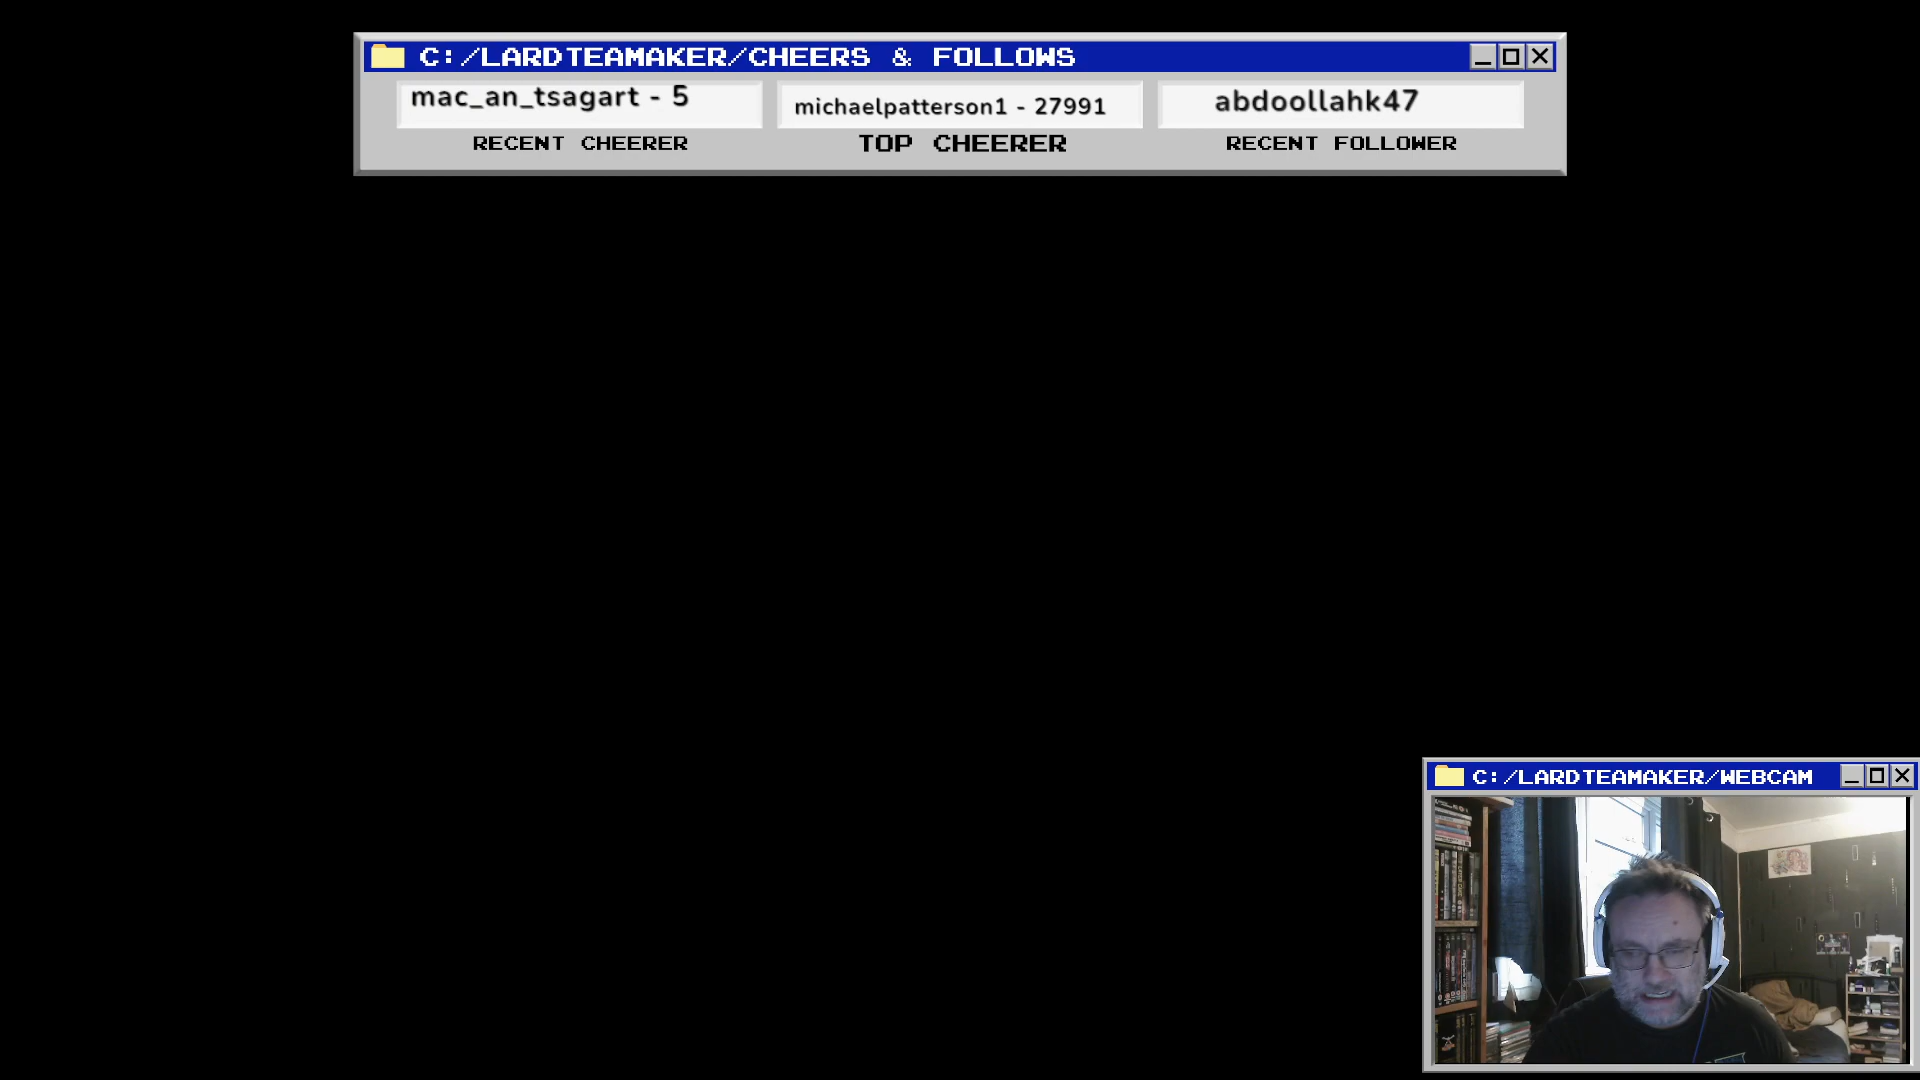 C:/LARDTEAMAKER/CHEERS & FOLLOWS
mac_an_tsagart - 5
michaelpatterson1 - 27991
abdoollahk47
RECENT CHEERER
TOP CHEERER
RECENT FOLLOWER
C:/LARDTEAMAKER/WEBCAM